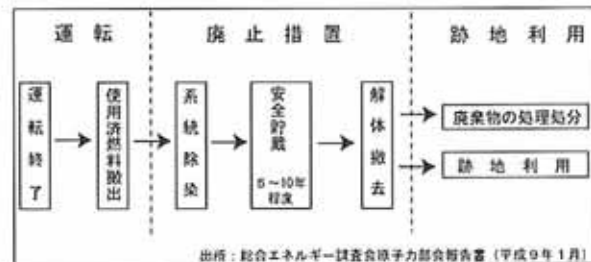 運転
廃止措置
跡地利用
運転終了
使用済燃料搬出
系統除染
安全貯蔵
5～10年
程度
解体撤去
廃棄物の処理処分
跡地利用
出所：総合エネルギー調査会原子力部会報告書（平成9年1月）